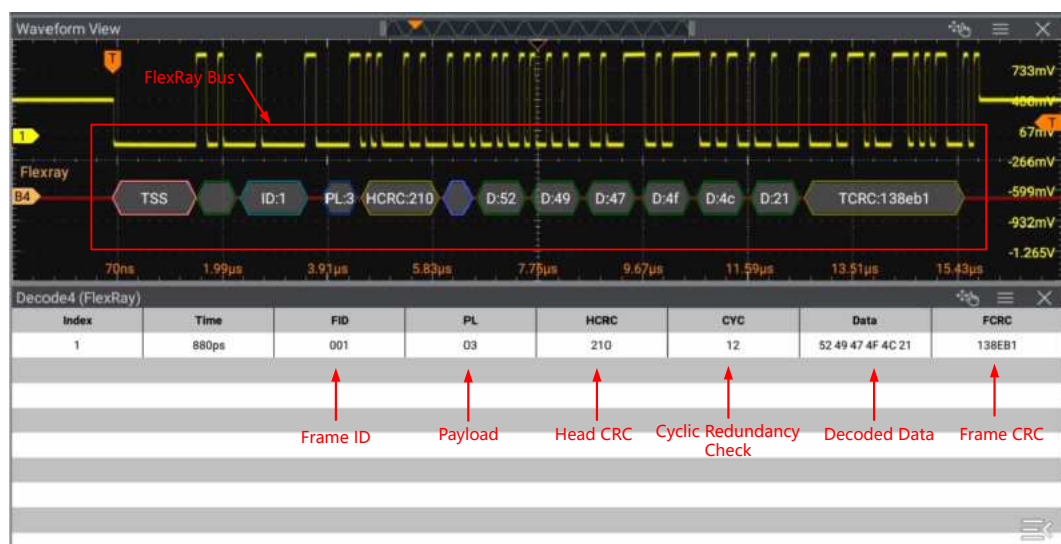 Waveform View
T
FlexRay Bus
733mV
400mV
T
1
67mV
-266mV
Flexray
B4
TSS
ID:1
PL:3
HCRC:210
D:52
D:49
D:47
D:4f
D:4c
D:21
TCRC:138eb1
-599mV
-932mV
-1.265V
70ns
1.99μs
3.91μs
5.83μs
7.75μs
9.67μs
11.59μs
13.51μs
15.43μs
Decode4 (FlexRay)
Index Time FID PL HCRC CYC Data FCRC
1 880ps 001 03 210 12 52 49 47 4F 4C 21 138EB1
Frame ID
Payload
Head CRC
Cyclic Redundancy
Check
Decoded Data
Frame CRC